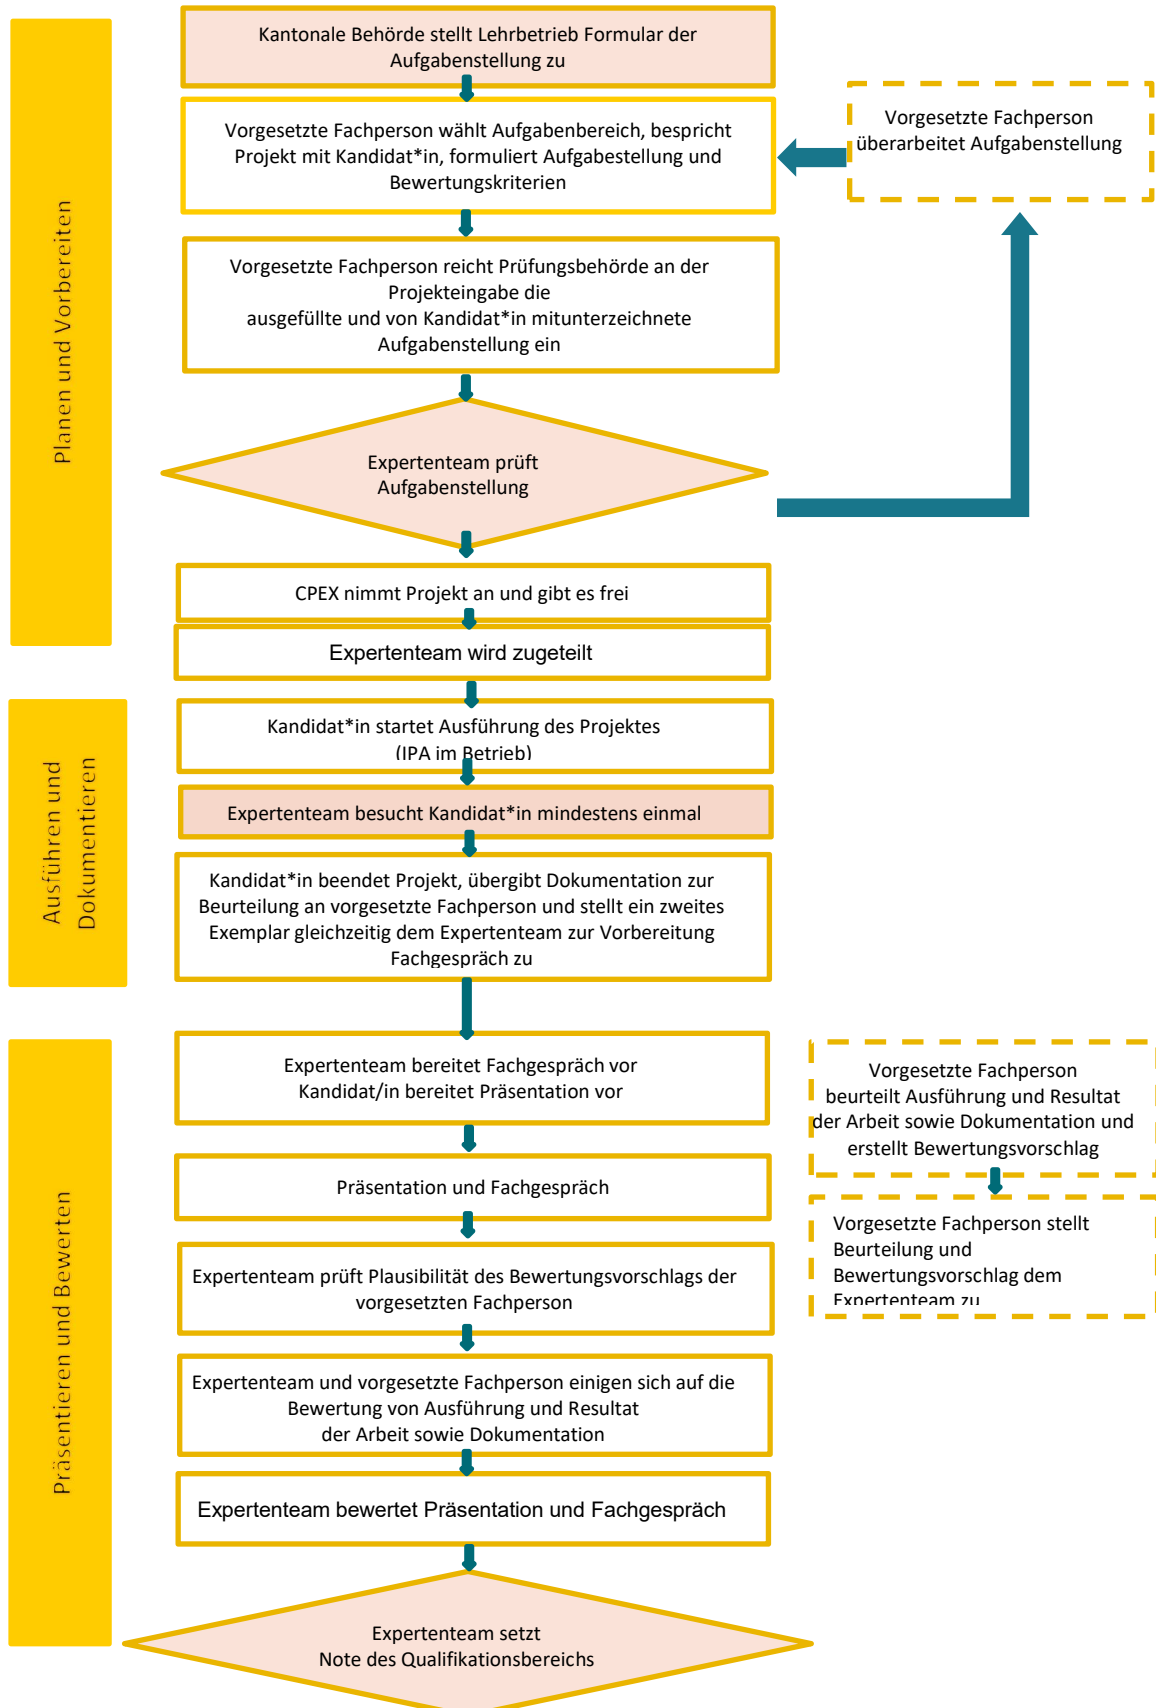 Planen und Vorbereiten
Kantonale Behörde stellt Lehrbetrieb Formular der
Aufgabenstellung zu
Vorgesetzte Fachperson wählt Aufgabenbereich, bespricht
Projekt mit Kandidat*in, formuliert Aufgabestellung und
Bewertungskriterien
Vorgesetzte Fachperson
überarbeitet Aufgabenstellung
Vorgesetzte Fachperson reicht Prüfungsbehörde an der
Projekteingabe die
ausgefüllte und von Kandidat*in mitunterzeichnete
Aufgabenstellung ein
Expertenteam prüft
Aufgabenstellung
CPEX nimmt Projekt an und gibt es frei
Expertenteam wird zugeteilt
Ausführen und
Dokumentieren
Kandidat*in startet Ausführung des Projektes
(IPA im Betrieb)
Expertenteam besucht Kandidat*in mindestens einmal
Kandidat*in beendet Projekt, übergibt Dokumentation zur
Beurteilung an vorgesetzte Fachperson und stellt ein zweites
Exemplar gleichzeitig dem Expertenteam zur Vorbereitung
Fachgespräch zu
Präsentieren und Bewerten
Expertenteam bereitet Fachgespräch vor
Kandidat/in bereitet Präsentation vor
Vorgesetzte Fachperson
beurteilt Ausführung und Resultat
der Arbeit sowie Dokumentation und
erstellt Bewertungsvorschlag
Präsentation und Fachgespräch
Vorgesetzte Fachperson stellt
Beurteilung und
Bewertungsvorschlag dem
Expertenteam zu
Expertenteam prüft Plausibilität des Bewertungsvorschlags der
vorgesetzten Fachperson
Expertenteam und vorgesetzte Fachperson einigen sich auf die
Bewertung von Ausführung und Resultat
der Arbeit sowie Dokumentation
Expertenteam bewertet Präsentation und Fachgespräch
Expertenteam setzt
Note des Qualifikationsbereichs